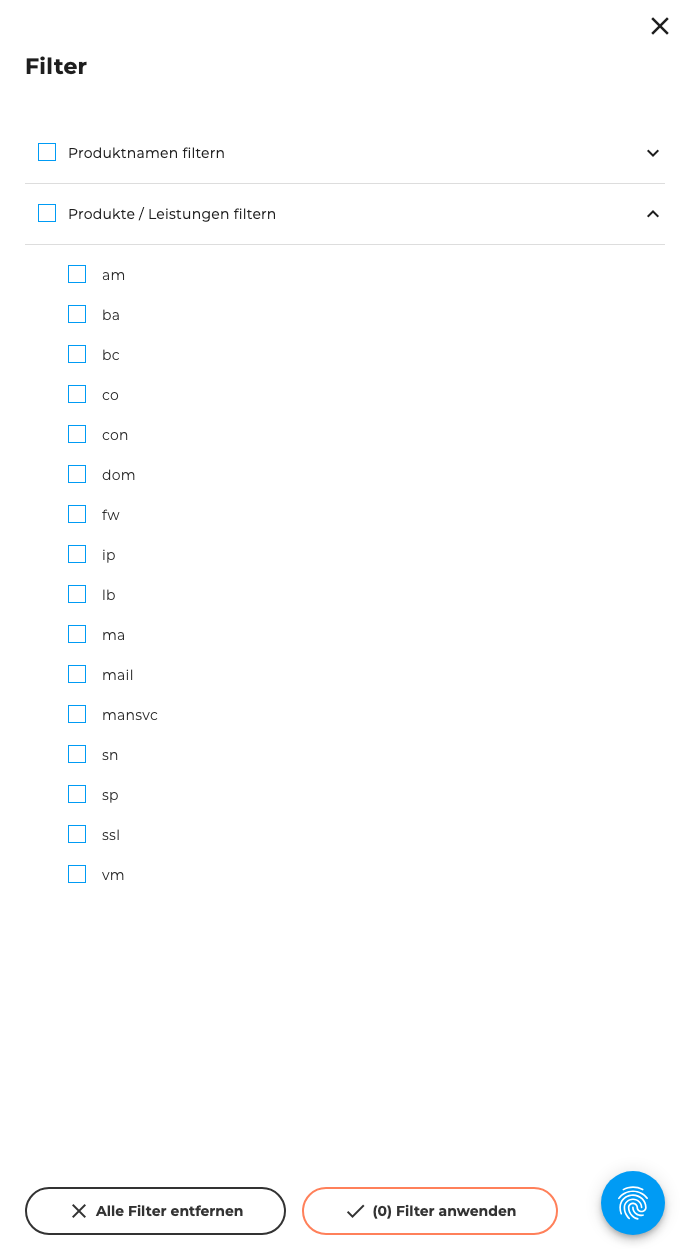 Filter
Produktnamen filtern
Produkte / Leistungen filtern
am
ba
bc
co
con
dom
fw
ip
lb
ma
mail
mansvc
sn
sp
ssl
vm
Alle Filter entfernen
(0) Filter anwenden